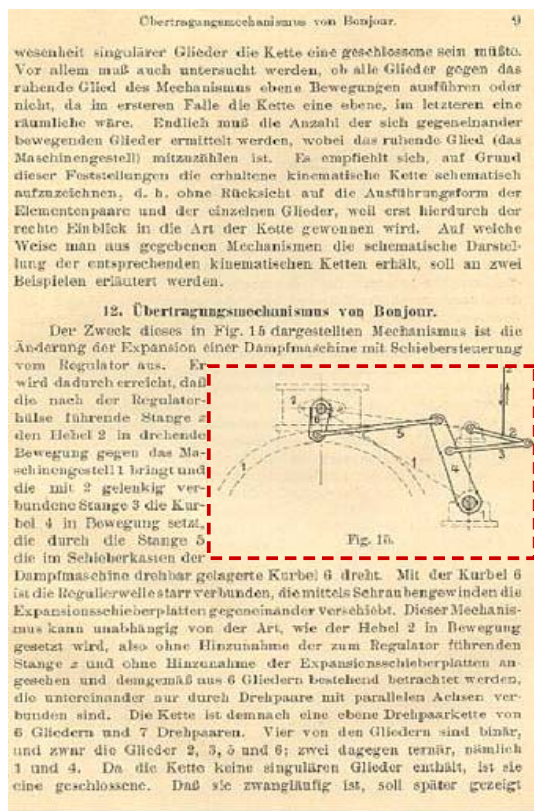 Übertragungsmechanismus von Bonjour. 9
wesenheit singulärer Glieder die Kette eine geschlossene sein müßte.
Vor allem muß auch untersucht werden, ob alle Glieder gegen das
ruhende Glied des Mechanismus ebene Bewegungen ausführen oder
nicht, da im ersteren Falle die Kette eine ebene, im letzteren eine
räumliche wäre. Endlich muß die Anzahl der sich gegeneinander
bewegenden Glieder ermittelt werden, wobei das ruhende Glied (das
Maschinengestell) mitzuzählen ist. Es empfiehlt sich, auf Grund
dieser Feststellungen die erhaltene kinematische Kette schematisch
aufzuzeichnen, d. h. ohne Rücksicht auf die Ausführungsform der
Elementenpaare und der einzelnen Glieder, weil erst hierdurch der
rechte Einblick in die Art der Kette gewonnen wird. Auf welche
Weise man aus gegebenen Mechanismen die schematische Darstel-
lung der entsprechenden kinematischen Ketten erhält, soll an zwei
Beispielen erläutert werden.
12. Übertragungsmechanismus von Bonjour.
Der Zweck dieses in Fig. 15 dargestellten Mechanismus ist die
Änderung der Expansion einer Dampfmaschine mit Schiebersteuerung
vom Regulator aus. Er
wird dadurch erreicht, daß
die nach der Regulator-
hülse führende Stange x
den Hebel 2 in drehende
Bewegung gegen das Ma-
schinengestell 1 bringt und
die mit 2 gelenkig ver-
bundene Stange 3 die Kur-
bel 4 in Bewegung setzt,
die durch die Stange 5
die im Schieberkasten der
1
6
5
1
4
2
3
1
Fig. 15.
Dampfmaschine drehbar gelagerte Kurbel 6 dreht. Mit der Kurbel 6
ist die Regulierwelle starr verbunden, die mittels Schraubengewinden die
Expansionsschieberplatten gegeneinander verschiebt. Dieser Mechanis-
mus kann unabhängig von der Art, wie der Hebel 2 in Bewegung
gesetzt wird, also ohne Hinzunahme der zum Regulator führenden
Stange x und ohne Hinzunahme der Expansionsschieberplatten an-
gesehen und demgemäß aus 6 Gliedern bestehend betrachtet werden,
die untereinander nur durch Drehpaare mit parallelen Achsen ver-
bunden sind. Die Kette ist demnach eine ebene Drehpaarkette von
6 Gliedern und 7 Drehpaaren. Vier von den Gliedern sind binär,
und zwar die Glieder 2, 3, 5 und 6; zwei dagegen ternär, nämlich
1 und 4. Da die Kette keine singulären Glieder enthält, ist sie
eine geschlossene. Daß sie zwangläufig ist, soll später gezeigt